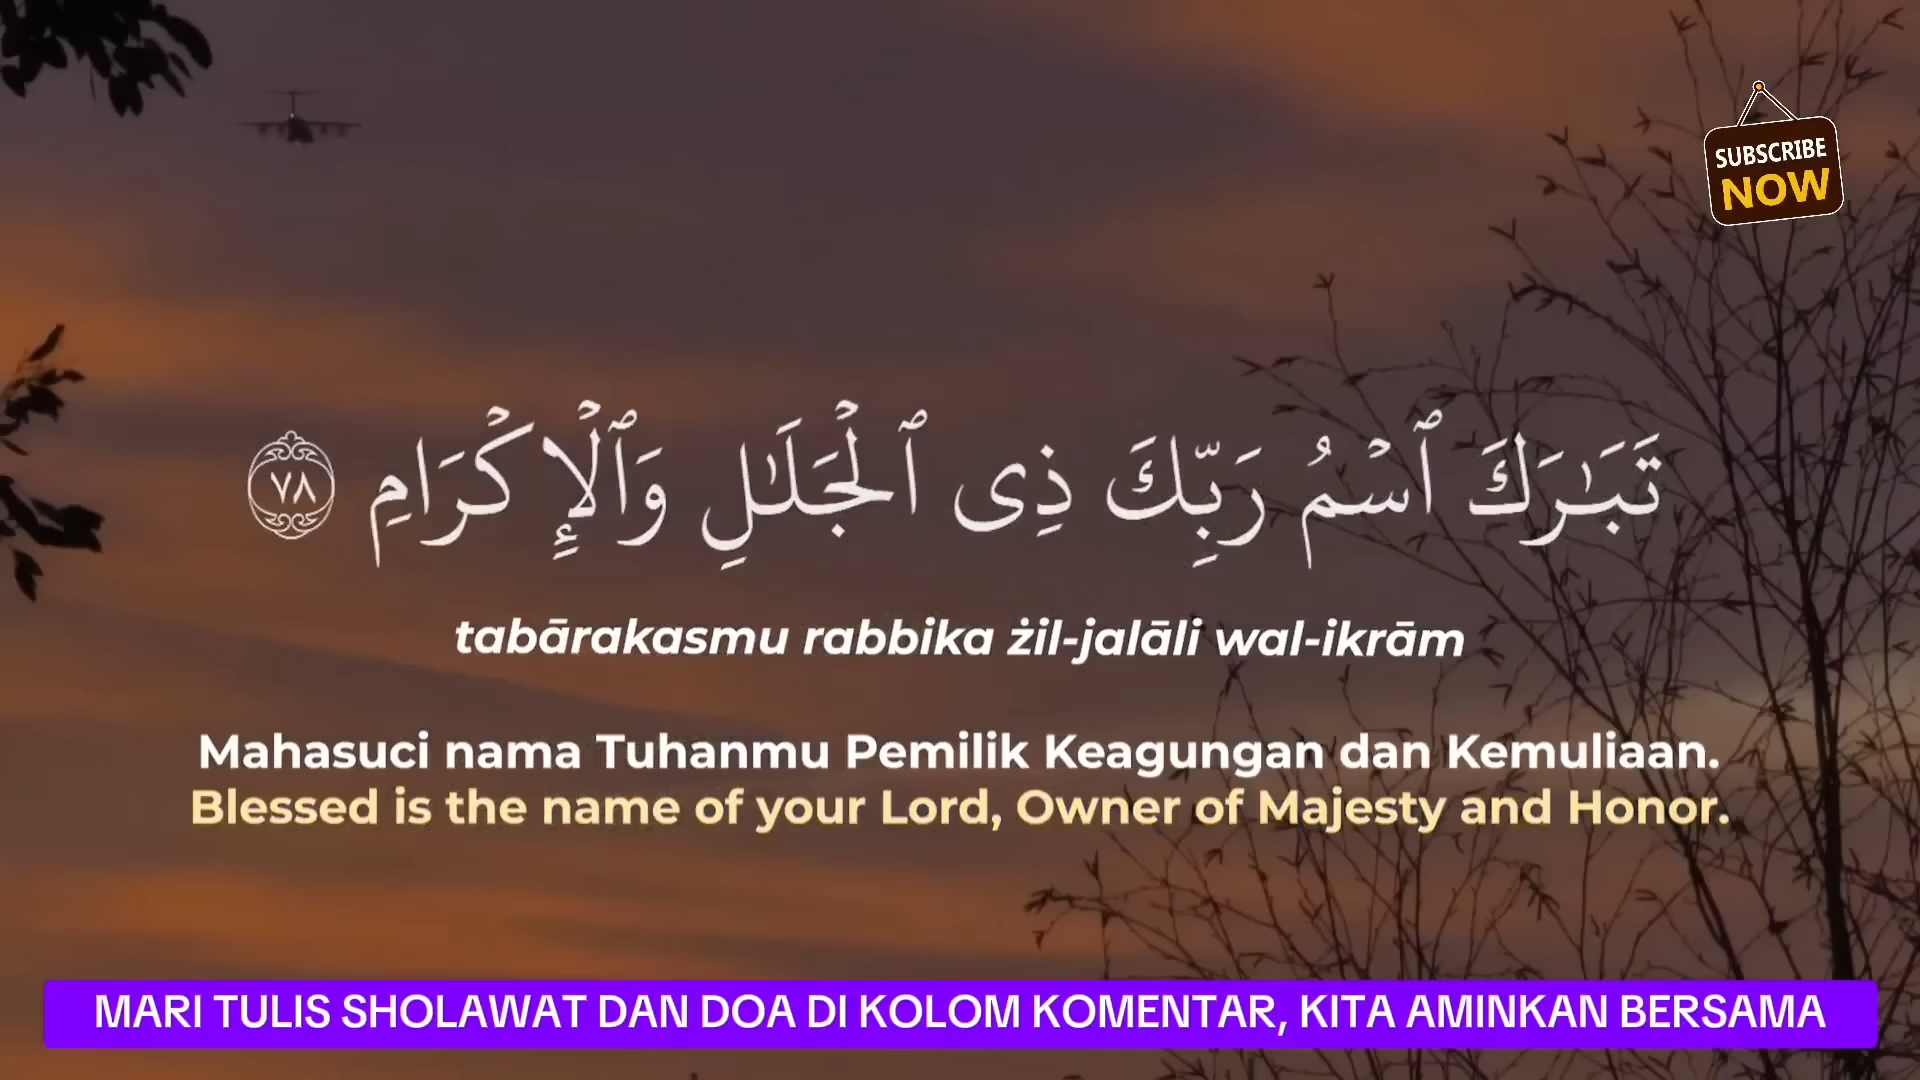 SUBSCRIBE
NOW
تَبَـٰرَكَ ٱسْمُ رَبِّكَ ذِى ٱلْجَلَـٰلِ وَٱلْإِكْرَامِ ٧٨
tabārakasmu rabbika żil-jalāli wal-ikrām
Mahasuci nama Tuhanmu Pemilik Keagungan dan Kemuliaan.
Blessed is the name of your Lord, Owner of Majesty and Honor.
MARI TULIS SHOLAWAT DAN DOA DI KOLOM KOMENTAR, KITA AMINKAN BERSAMA